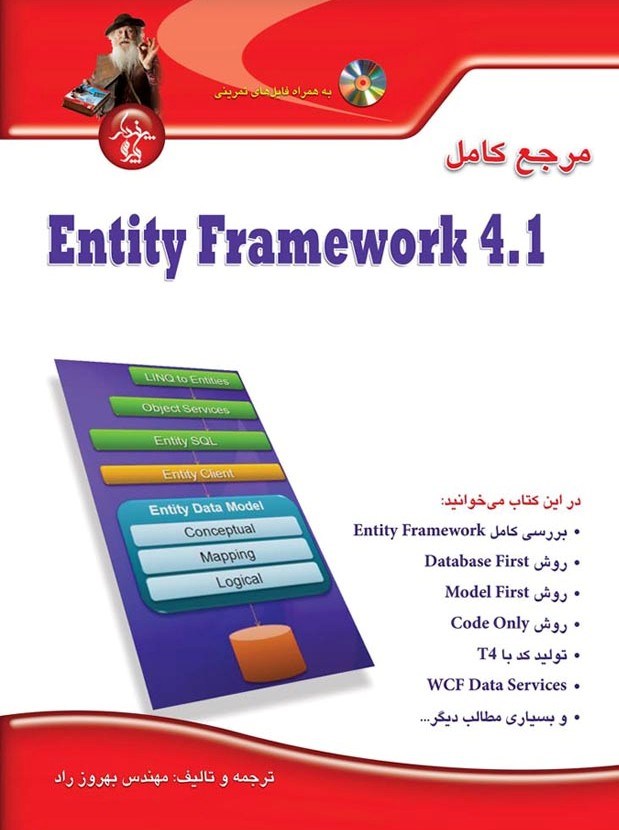 به همراه فایل‌های تمرینی
مرجع کامل
Entity Framework 4.1
LINQ to Entities
Object Services
Entity SQL
Entity Client
Entity Data Model
Conceptual
Mapping
Logical
در این کتاب می‌خوانید:
• بررسی کامل Entity Framework
• روش Database First
• روش Model First
• روش Code Only
• تولید کد با T4
• WCF Data Services
• و بسیاری مطالب دیگر...
ترجمه و تالیف: مهندس بهروز راد